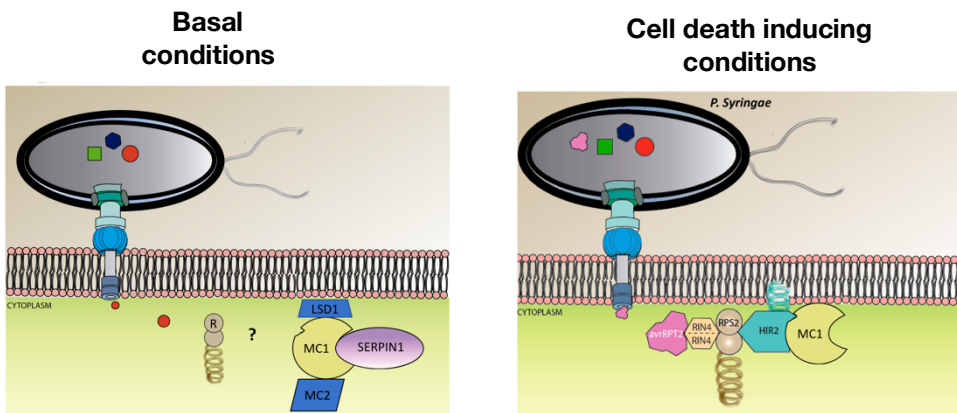 Basal
conditions
Cell death inducing
conditions
P. Syringae
CYTOPLASM
R
?
LSD1
MC1
SERPIN1
MC2
CYTOPLASM
avrRPT2
RIN4
RIN4
RPS2
HIR2
MC1